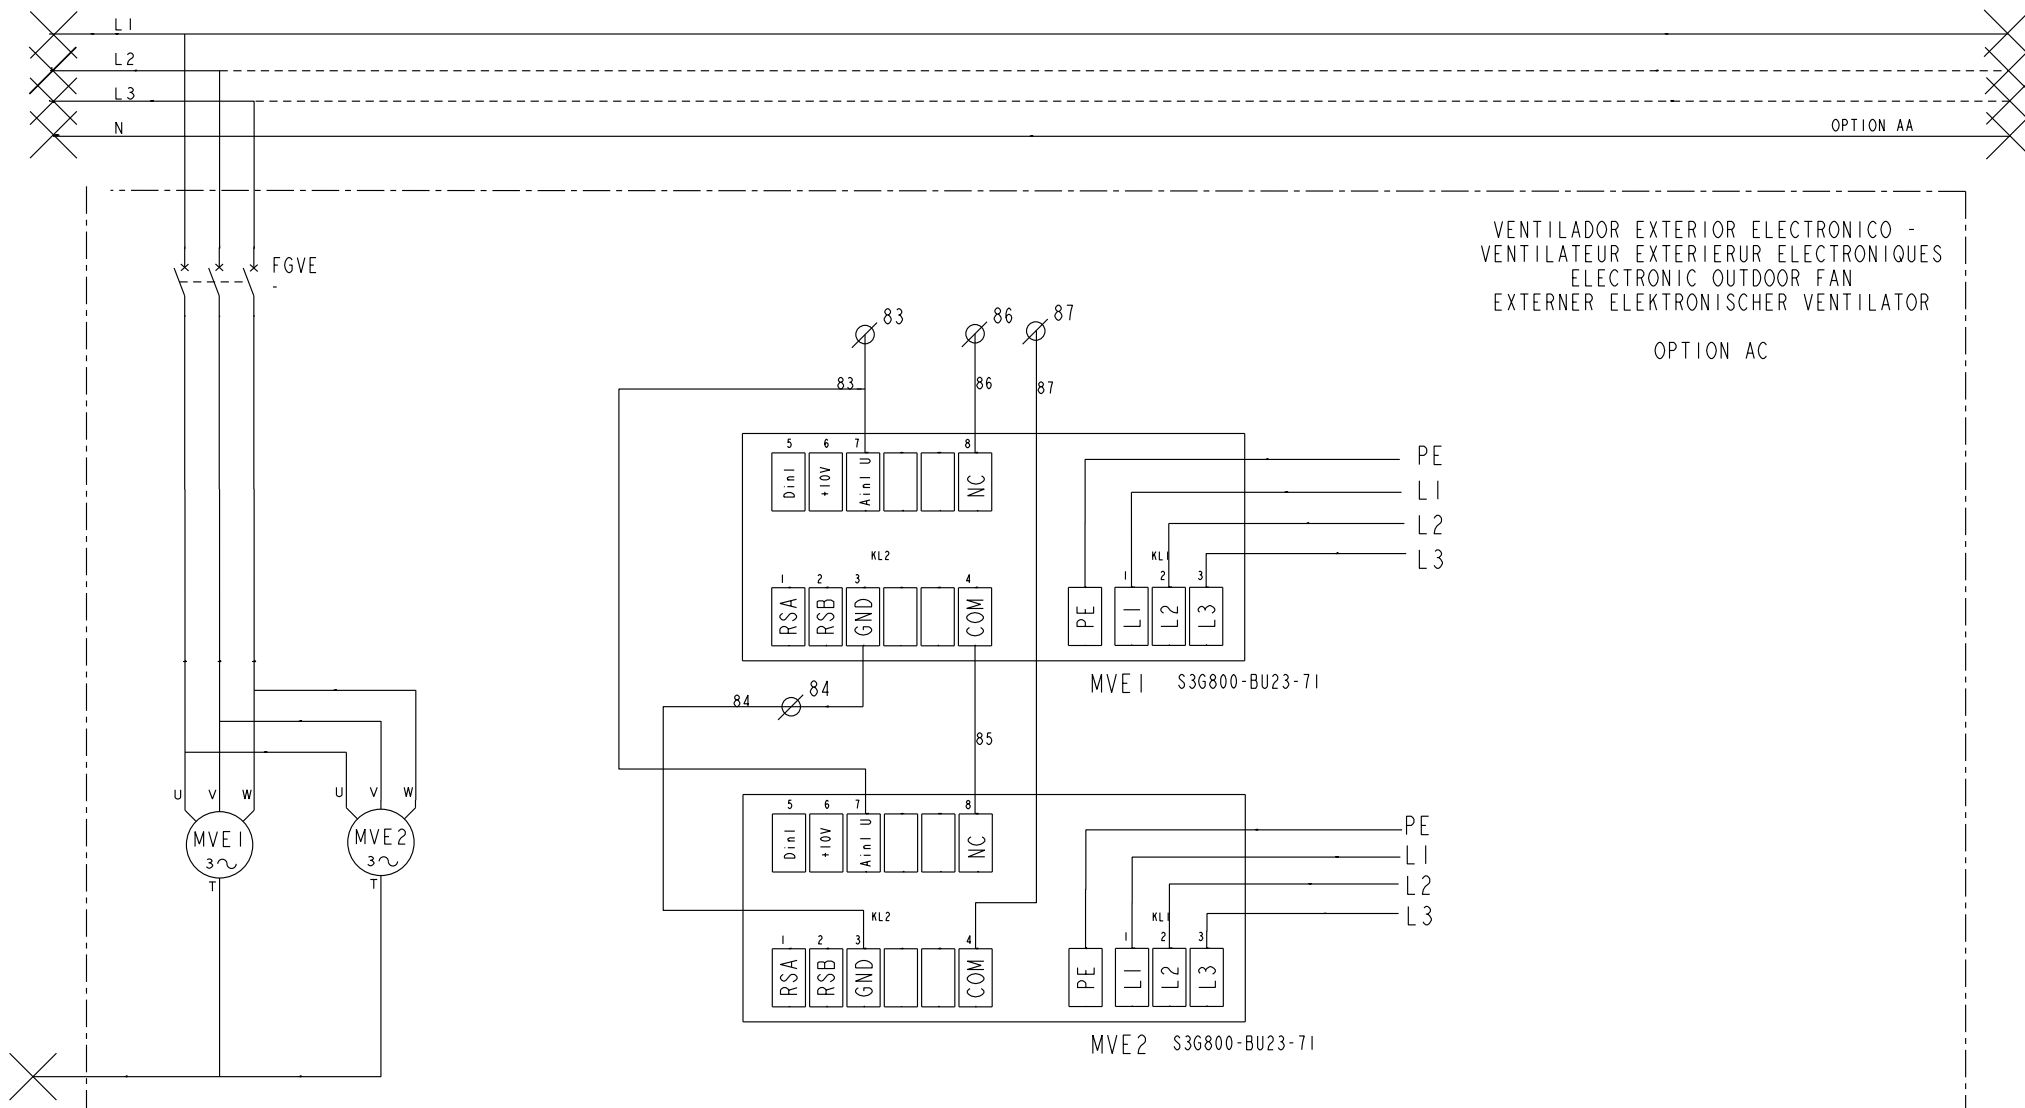 L1
L2
L3
N
OPTION AA
VENTILADOR EXTERIOR ELECTRONICO -
VENTILATEUR EXTERIERUR ELECTRONIQUES
ELECTRONIC OUTDOOR FAN
EXTERNER ELEKTRONISCHER VENTILATOR
OPTION AC
FGVE
-
83
86
87
83
86
87
5 6 7 8
Din1 +10V Ain1 U NC
PE
L1
L2
L3
KL2
KL1
1 2 3 4
RSA RSB GND COM
1 2 3
PE L1 L2 L3
MVE1 S3G800-BU23-71
84
84
85
U V W
U V W
MVE1
3
T
MVE2
3
T
5 6 7 8
Din1 +10V Ain1 U NC
PE
L1
L2
L3
KL2
KL1
1 2 3 4
RSA RSB GND COM
1 2 3
PE L1 L2 L3
MVE2 S3G800-BU23-71